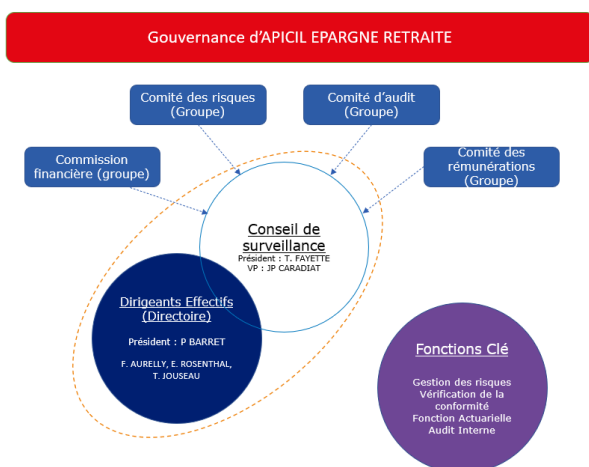 Gouvernance d'APICIL EPARGNE RETRAITE
Comité des risques
(Groupe)
Comité d'audit
(Groupe)
Commission
financière (groupe)
Comité des
rémunérations
(Groupe)
Conseil de
surveillance
Président : T. FAYETTE
VP : JP CARADIAT
Dirigeants Effectifs
(Directoire)
Président : P BARRET
F. AURELLY, E. ROSENTHAL,
T. JOUSEAU
Fonctions Clé
Gestion des risques
Vérification de la
conformité
Fonction Actuarielle
Audit Interne